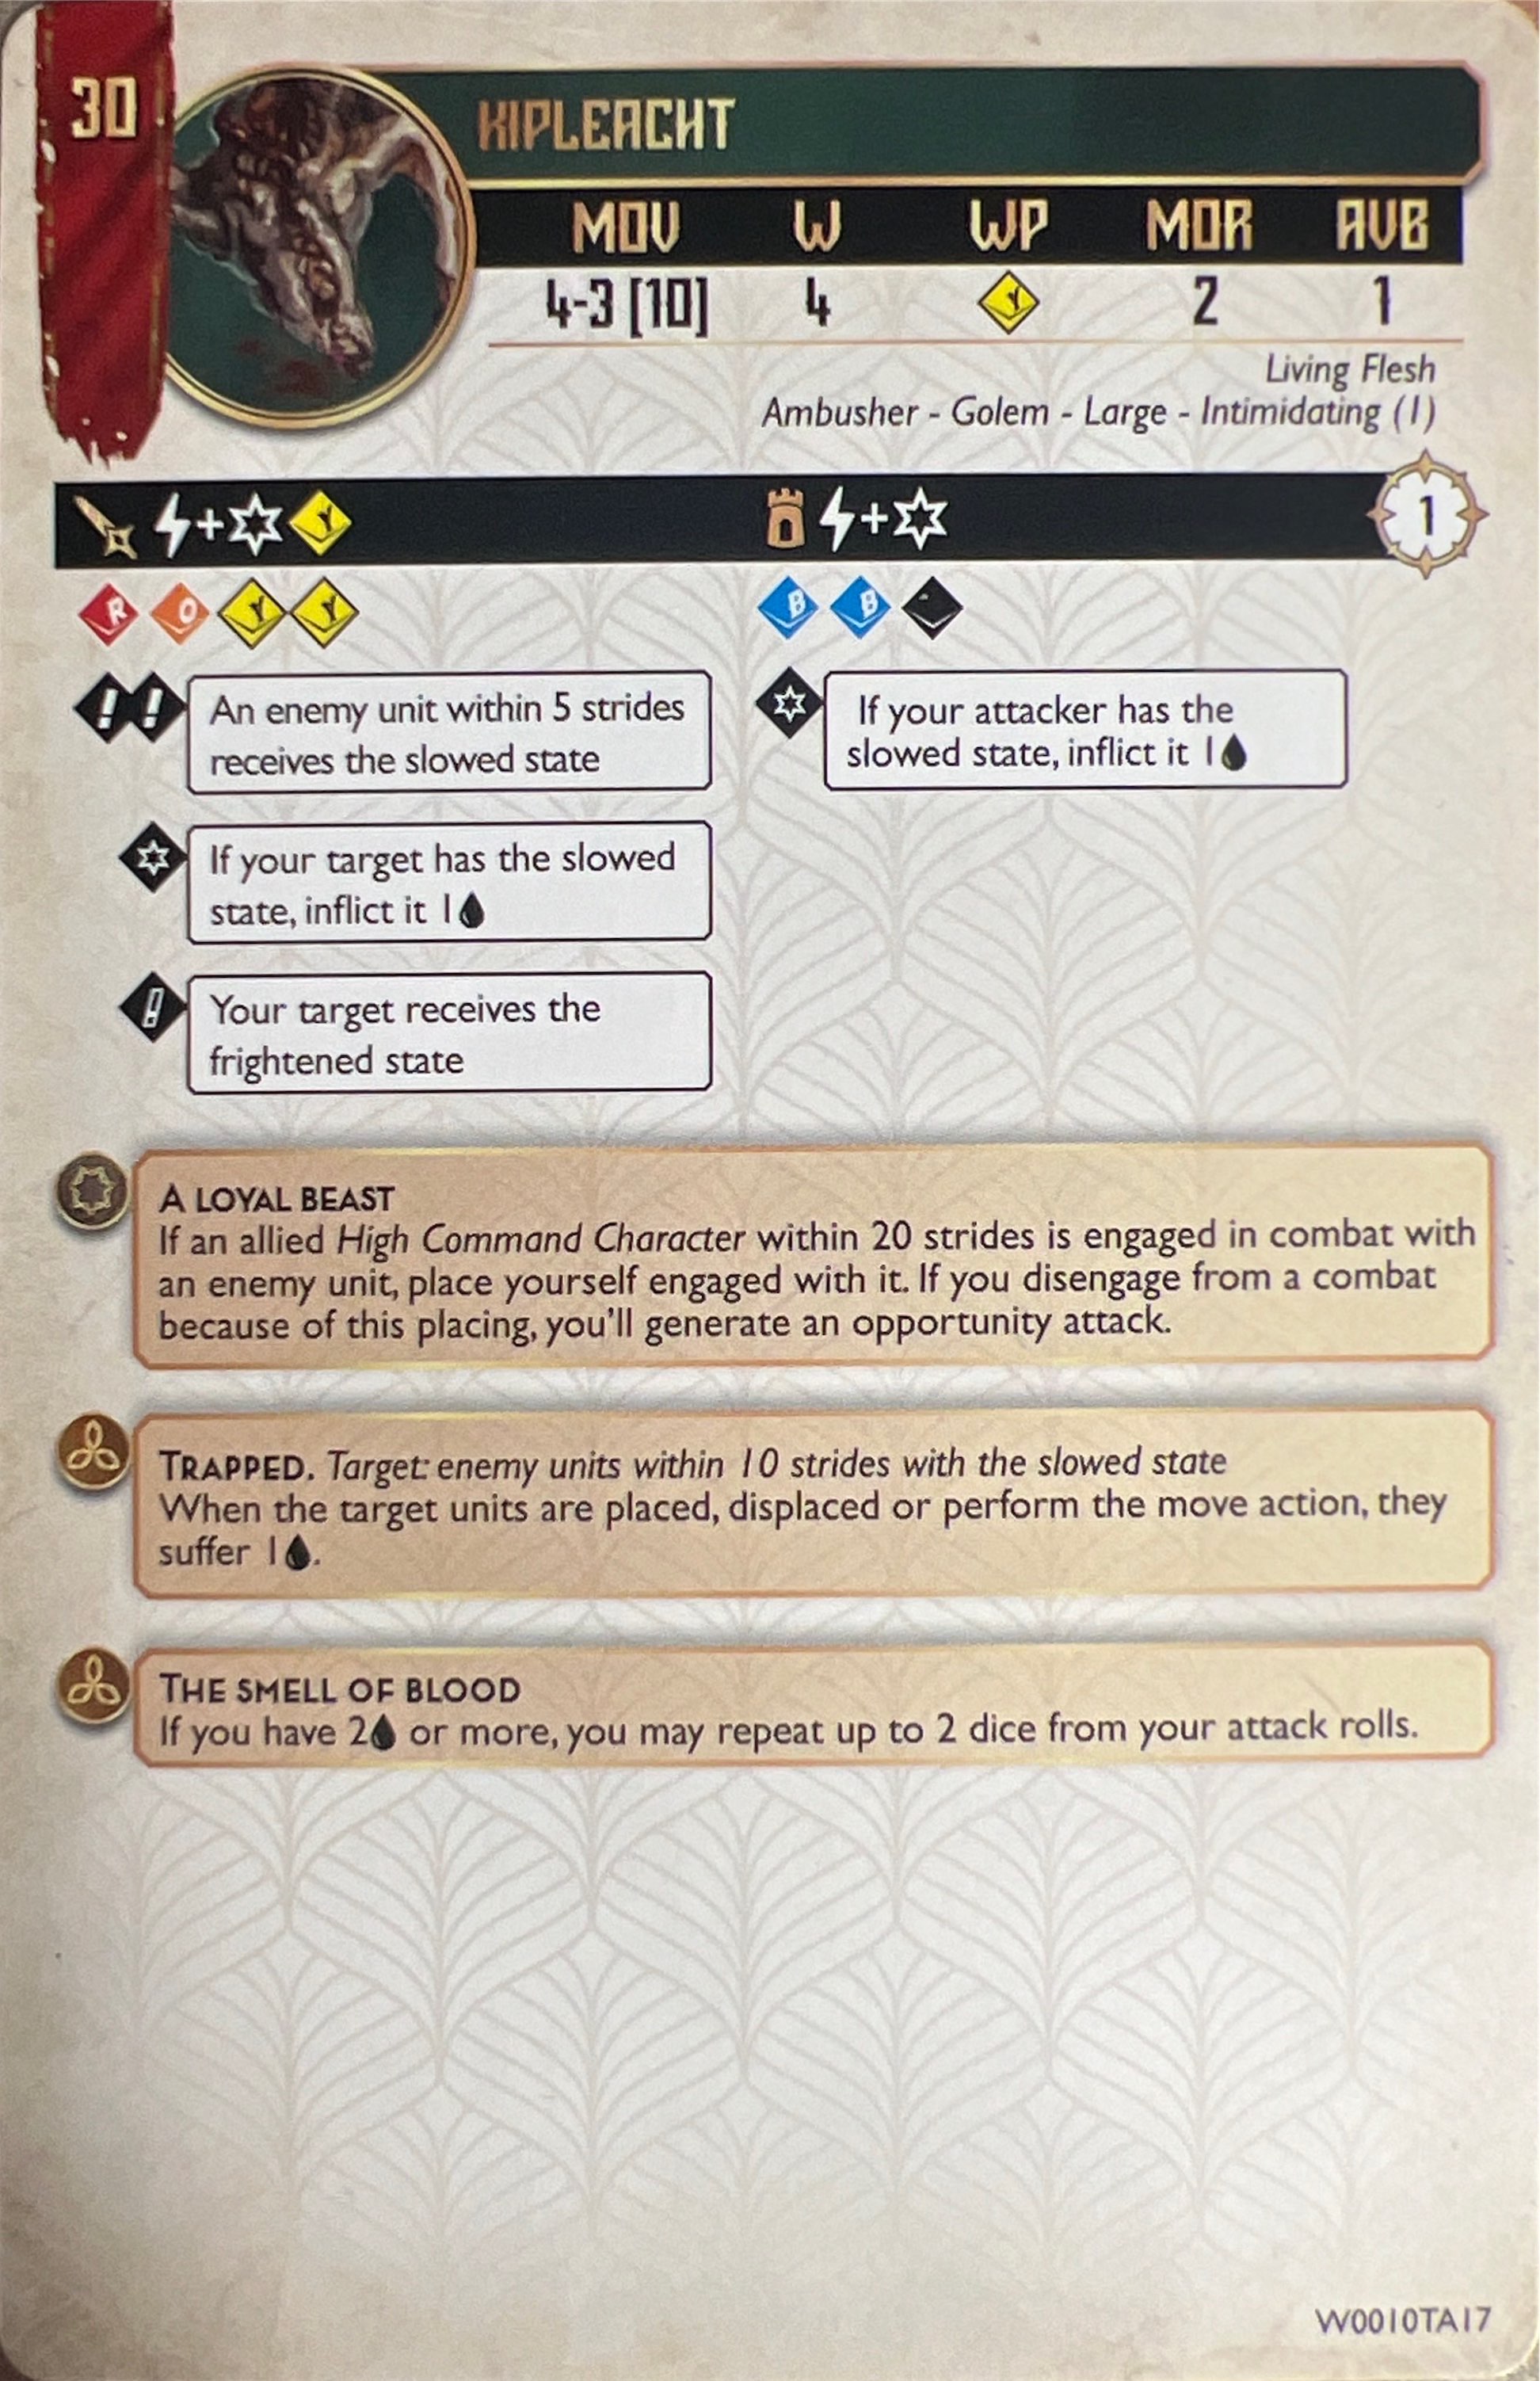 30
KIPLEACHT
MOV W WP MOR AVB
4-3 [10] 4 Y 2 1
Living Flesh
Ambusher - Golem - Large - Intimidating (1)
+ Y + 1
R O Y Y B B
! ! An enemy unit within 5 strides
receives the slowed state
If your target has the slowed
state, inflict it 1
! Your target receives the
frightened state
If your attacker has the
slowed state, inflict it 1
A LOYAL BEAST
If an allied High Command Character within 20 strides is engaged in combat with
an enemy unit, place yourself engaged with it. If you disengage from a combat
because of this placing, you'll generate an opportunity attack.
TRAPPED. Target: enemy units within 10 strides with the slowed state
When the target units are placed, displaced or perform the move action, they
suffer 1.
THE SMELL OF BLOOD
If you have 2 or more, you may repeat up to 2 dice from your attack rolls.
W0010TA17